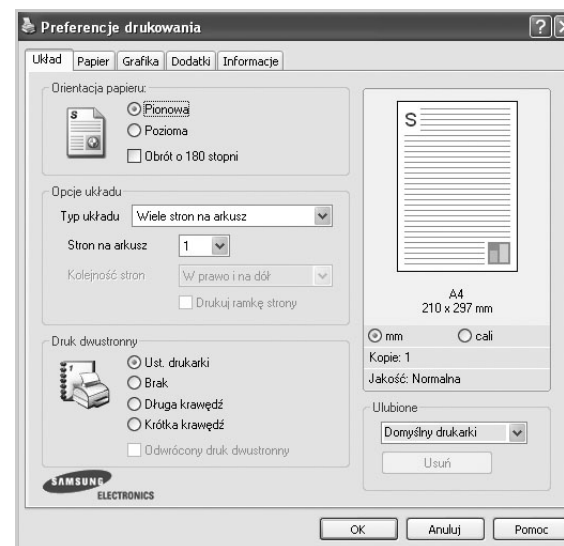 Preferencje drukowania
Układ Papier Grafika Dodatki Informacje
Orientacja papieru:
S
Pionowa
Pozioma
Obrót o 180 stopni
Opcje układu
Typ układu Wiele stron na arkusz
Stron na arkusz 1
Kolejność stron W prawo i na dół
Drukuj ramkę strony
Druk dwustronny
Ust. drukarki
Brak
Długa krawędź
Krótka krawędź
Odwrócony druk dwustronny
SAMSUNG
ELECTRONICS
S
A4
210 x 297 mm
mm cali
Kopie: 1
Jakość: Normalna
Ulubione
Domyślny drukarki
Usuń
OK Anuluj Pomoc